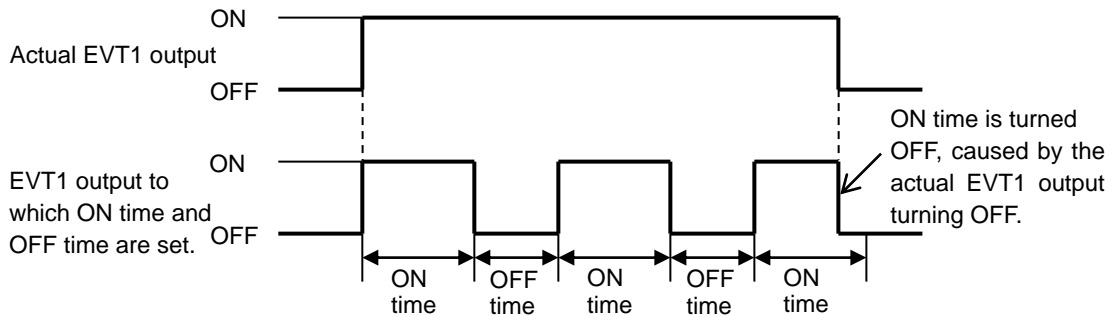 ON
Actual EVT1 output
OFF
ON time is turned
OFF, caused by the
actual EVT1 output
turning OFF.
ON
EVT1 output to
which ON time and
OFF time are set.
OFF
ON
time
OFF
time
ON
time
OFF
time
ON
time